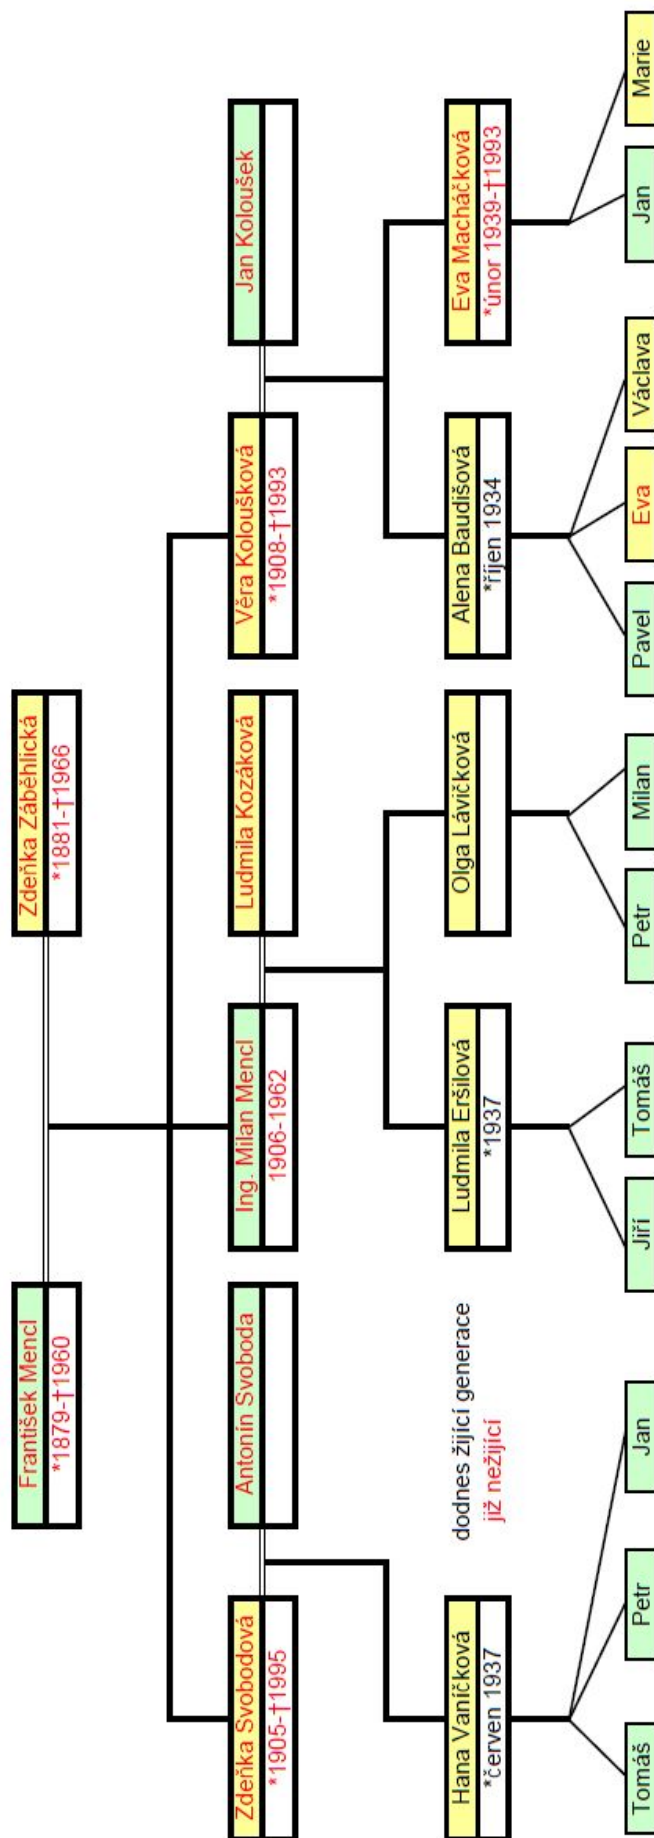 František Mencl
*1879-†1960
Zdeňka Záběhlická
*1881-†1966
Zdeňka Svobodová
*1905-†1995
Antonín Svoboda
Ing. Milan Mencl
1906-1962
Ludmila Kozáková
Věra Koloušková
*1908-†1993
Jan Koloušek
Hana Vaníčková
*červen 1937
dodnes žijící generace
již nežijící
Ludmila Eršilová
*1937
Olga Lávičková
Alena Baudišová
*říjen 1934
Eva Macháčková
*únor 1939-†1993
Tomáš
Petr
Jan
Jiří
Tomáš
Petr
Milan
Pavel
Eva
Václava
Jan
Marie